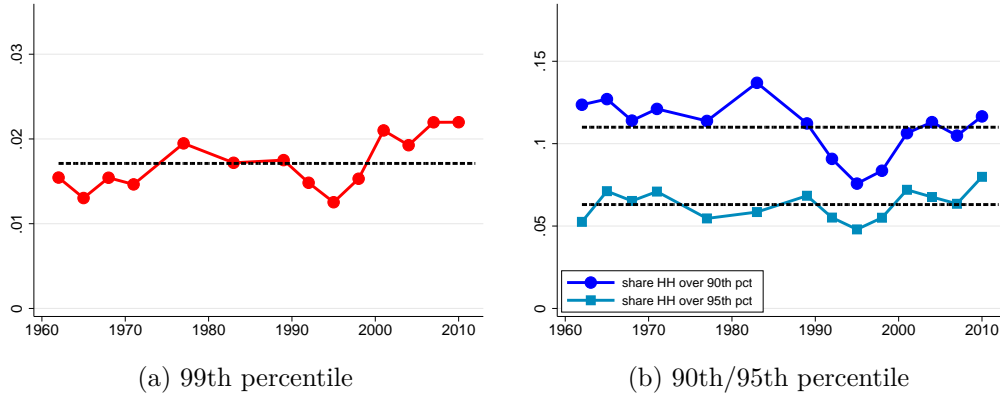 .03
.02
.01
0
1960 1970 1980 1990 2000 2010
(a) 99th percentile
.15
.1
.05
0
share HH over 90th pct
share HH over 95th pct
1960 1970 1980 1990 2000 2010
(b) 90th/95th percentile